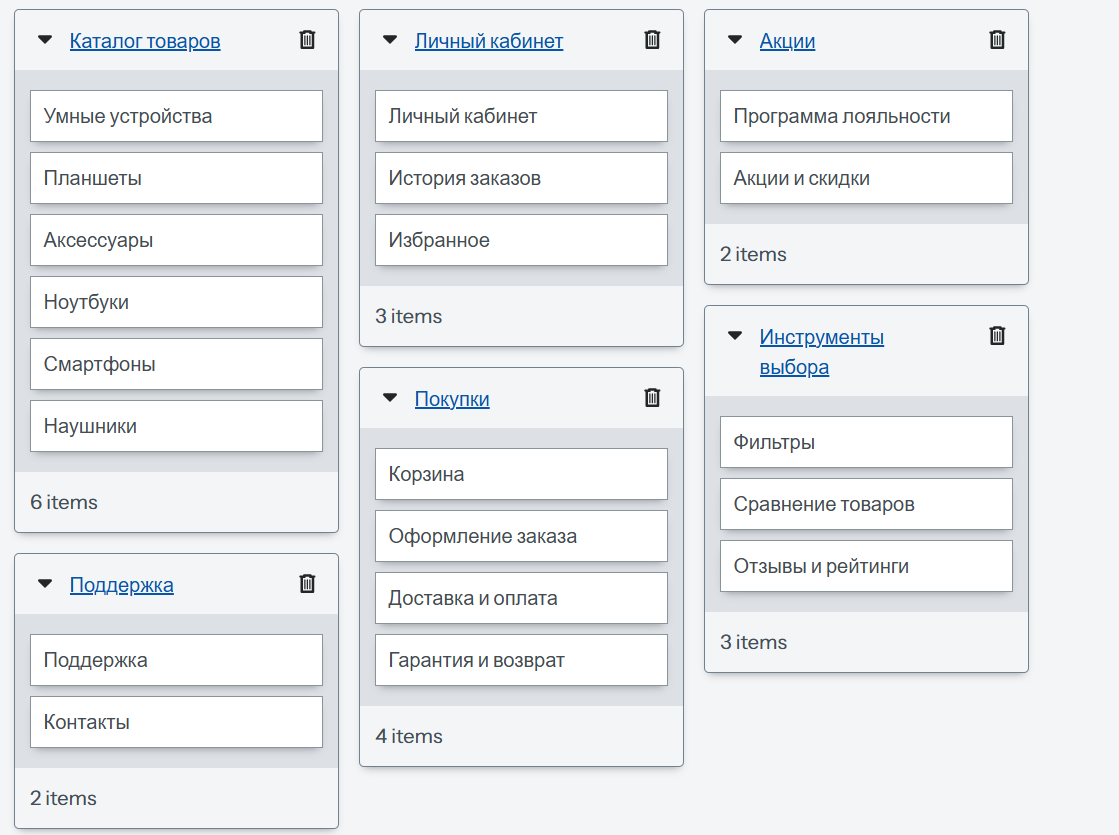 Каталог товаров
Умные устройства
Планшеты
Аксессуары
Ноутбуки
Смартфоны
Наушники
6 items
Поддержка
Поддержка
Контакты
2 items
Личный кабинет
Личный кабинет
История заказов
Избранное
3 items
Покупки
Корзина
Оформление заказа
Доставка и оплата
Гарантия и возврат
4 items
Акции
Программа лояльности
Акции и скидки
2 items
Инструменты
выбора
Фильтры
Сравнение товаров
Отзывы и рейтинги
3 items